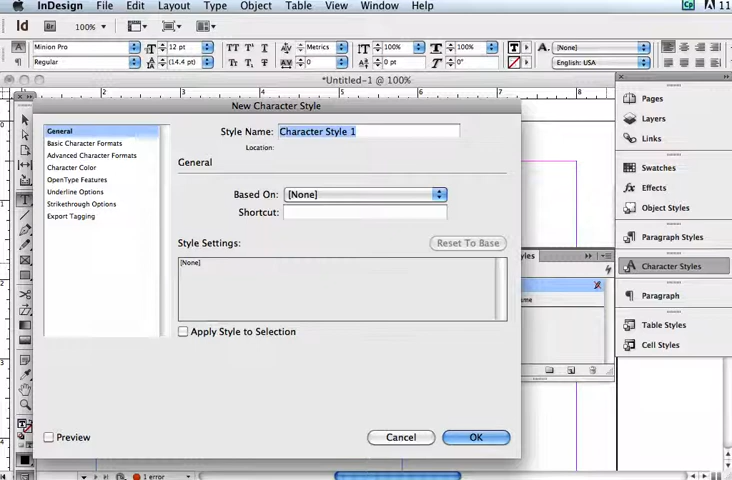 InDesign File Edit Layout Type Object Table View Window Help 11
Id Br 100%
A Minion Pro 12 pt TT Tt T Metrics 100% 100% T A. [None]
Regular (14.4 pt) Tr T. T 0 0 pt 0° English: USA
*Untitled-1 @ 100%
New Character Style
General
Basic Character Formats
Advanced Character Formats
Character Color
OpenType Features
Underline Options
Strikethrough Options
Export Tagging
Style Name: Character Style 1
Location:
General
Based On: [None]
Shortcut:
Style Settings: Reset To Base
[None]
Apply Style to Selection
Preview Cancel OK
Pages
Layers
Links
Swatches
Effects
Object Styles
Paragraph Styles
Character Styles
Paragraph
Table Styles
Cell Styles
1 error